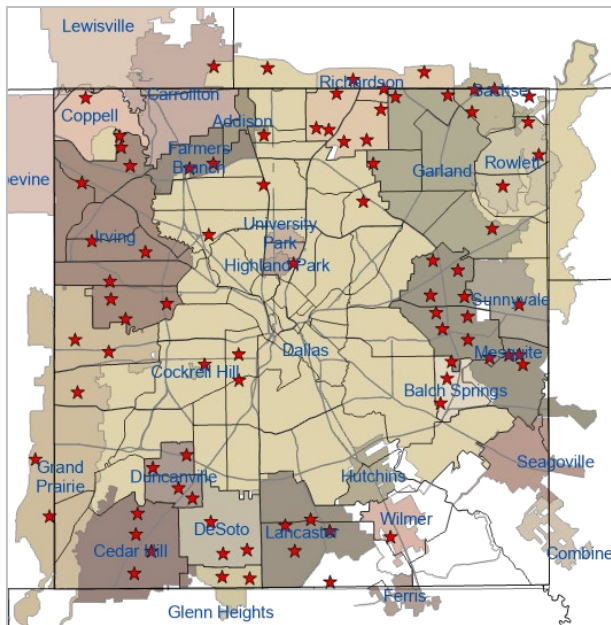 Lewisville
Richardson
Sachse
Coppell
Carrollton
Addison
Farmers
Branch
Garland
Rowlett
pevine
University
Park
Irving
Highland Park
Sunnyvale
Dallas
Mesquite
Cockrell Hill
Balch Springs
Grand
Prairie
Duncanville
Hutchins
Seagoville
DeSoto
Lancaster
Wilmer
Cedar Hill
Combine
Glenn Heights
Ferris